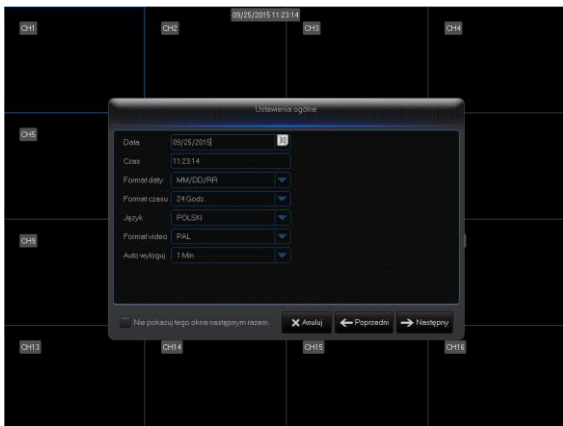 09/25/2015 11:23:14
CH1
CH2
CH3
CH4
Ustawienia ogólne
CH5
Data 09/25/2015 30
Czas 11:23:14
Format daty MM/DD/RR
Format czasu 24 Godz.
Język POLSKI
CH9
Format video PAL
Auto wyloguj 1 Min
Nie pokazuj tego okna następnym razem. Anuluj Poprzedni Następny
CH13
CH14
CH15
CH16